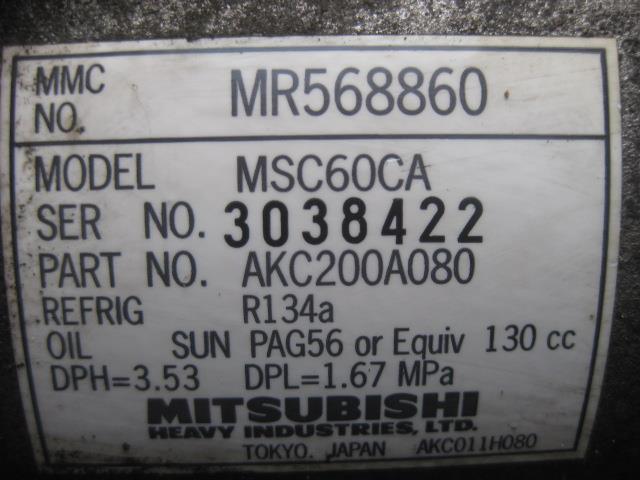 MMC NO. MR568860
MODEL MSC60CA
SER NO. 3038422
PART NO. AKC200A080
REFRIG R134a
OIL SUN PAG56 or Equiv 130 cc
DPH=3.53 DPL=1.67 MPa
MITSUBISHI
HEAVY INDUSTRIES, LTD.
TOKYO. JAPAN AKC011H080